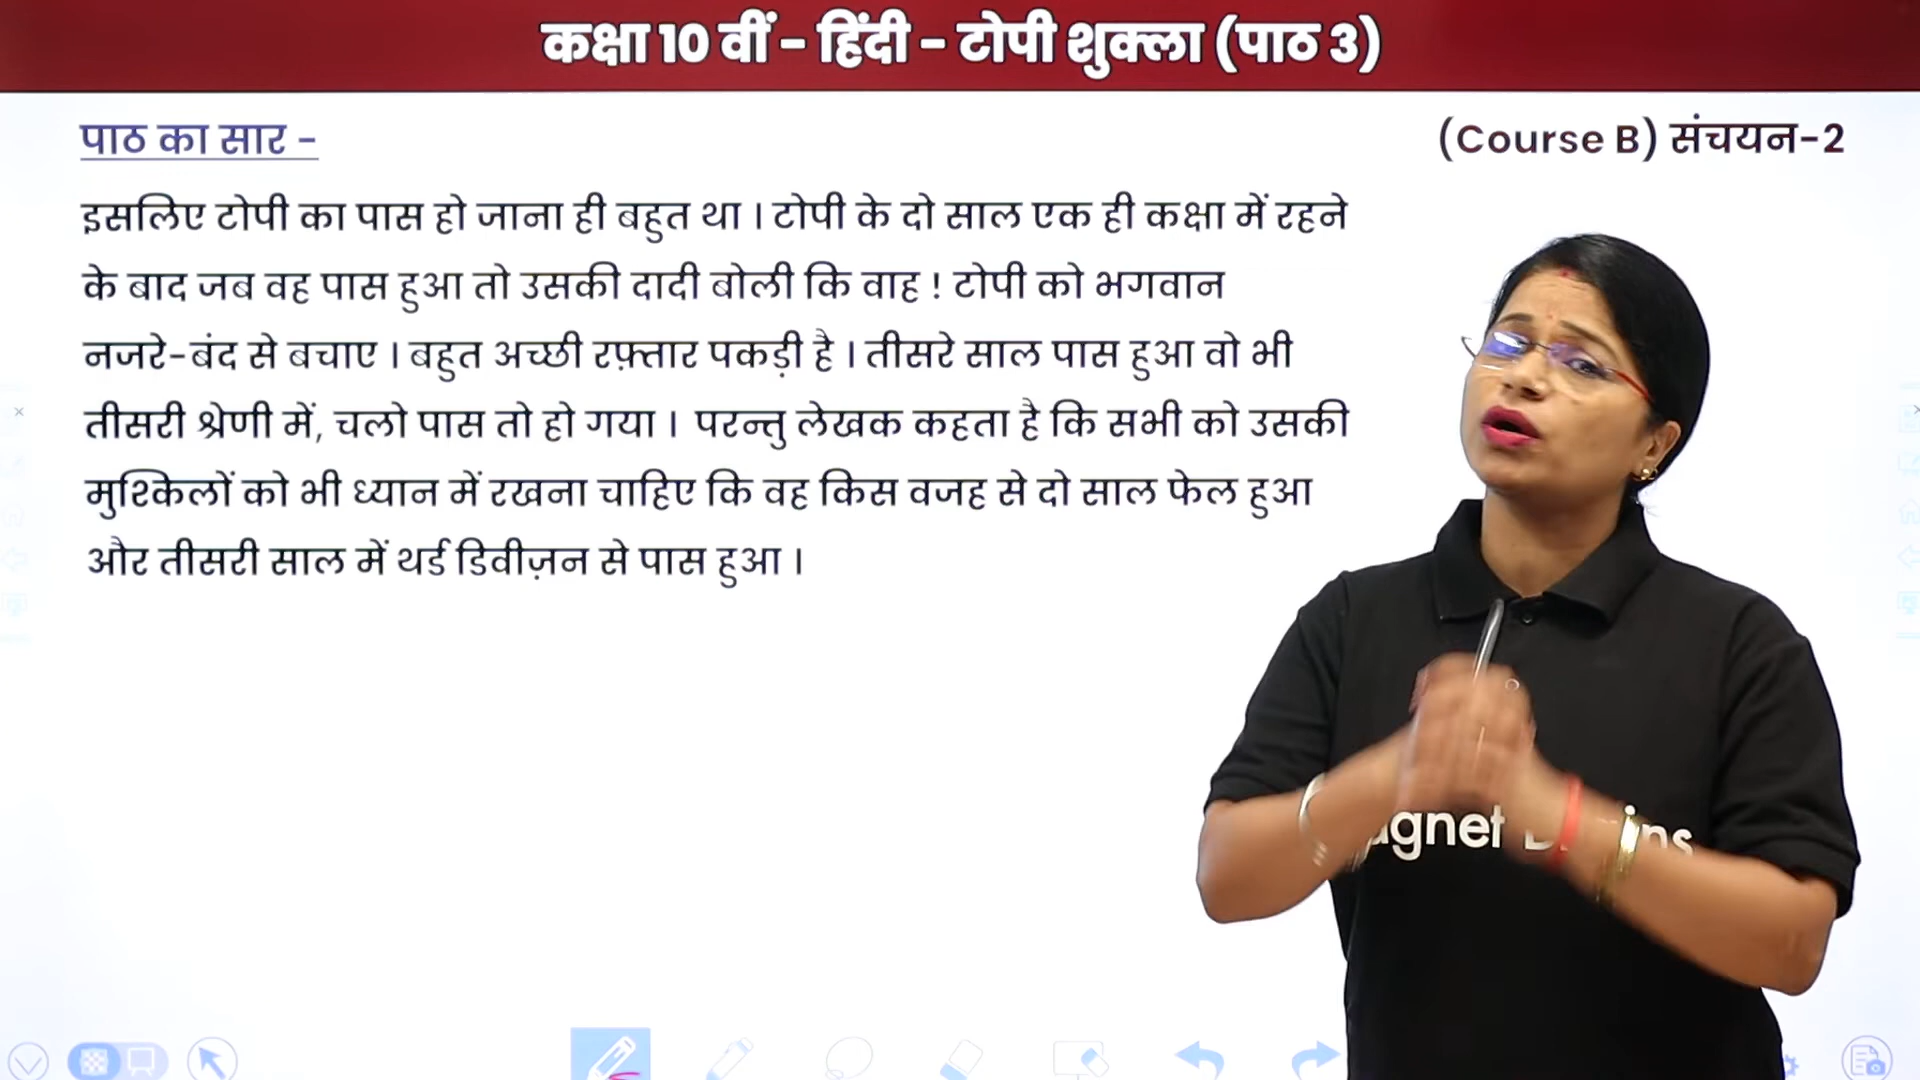 कक्षा 10 वीं - हिंदी - टोपी शुक्ला (पाठ 3)
पाठ का सार -
(Course B) संचयन-2
इसलिए टोपी का पास हो जाना ही बहुत था । टोपी के दो साल एक ही कक्षा में रहने
के बाद जब वह पास हुआ तो उसकी दादी बोली कि वाह ! टोपी को भगवान
नजरे-बंद से बचाए । बहुत अच्छी रफ़्तार पकड़ी है । तीसरे साल पास हुआ वो भी
तीसरी श्रेणी में, चलो पास तो हो गया । परन्तु लेखक कहता है कि सभी को उसकी
मुश्किलों को भी ध्यान में रखना चाहिए कि वह किस वजह से दो साल फेल हुआ
और तीसरी साल में थर्ड डिवीज़न से पास हुआ ।